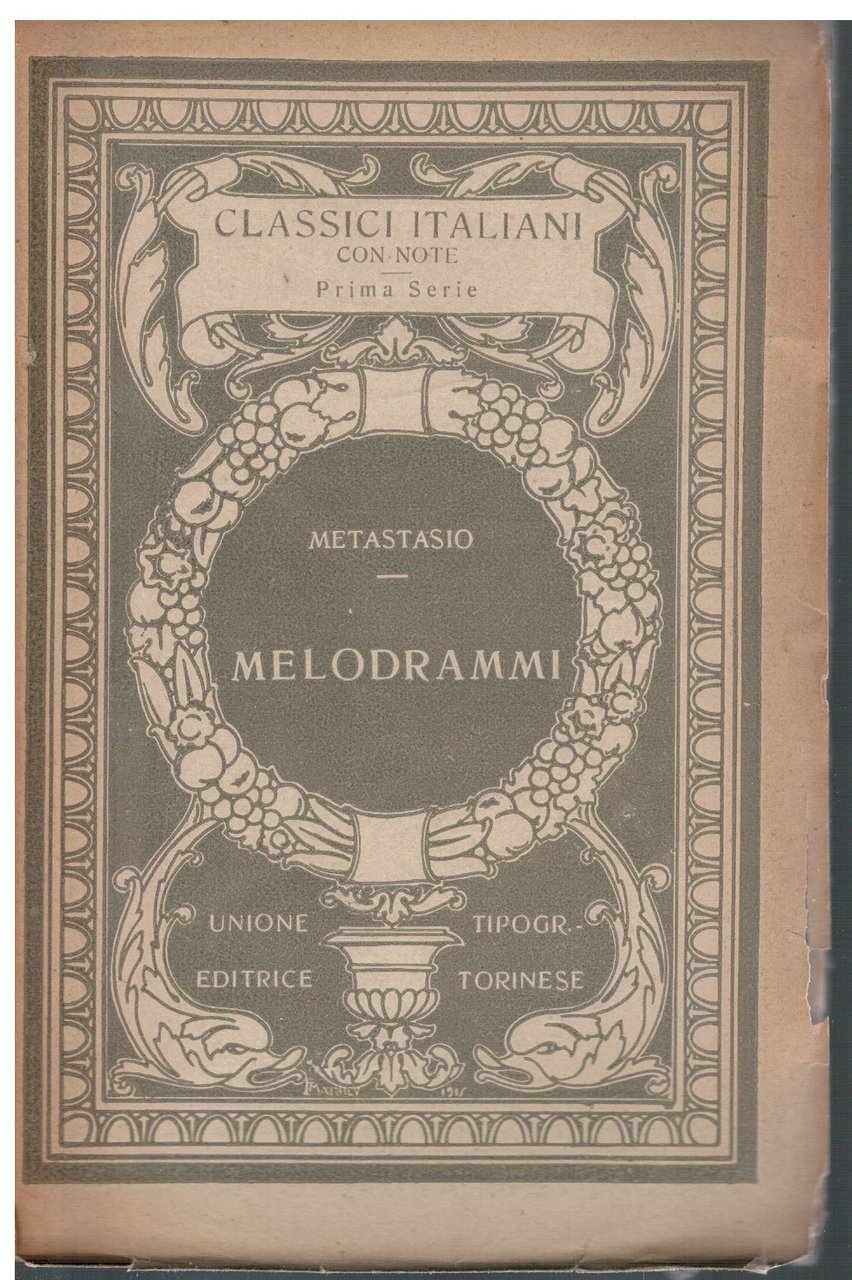 CLASSICI ITALIANI
CON NOTE
Prima Serie
METASTASIO
MELODRAMMI
UNIONE TIPOGR.-
EDITRICE TORINESE